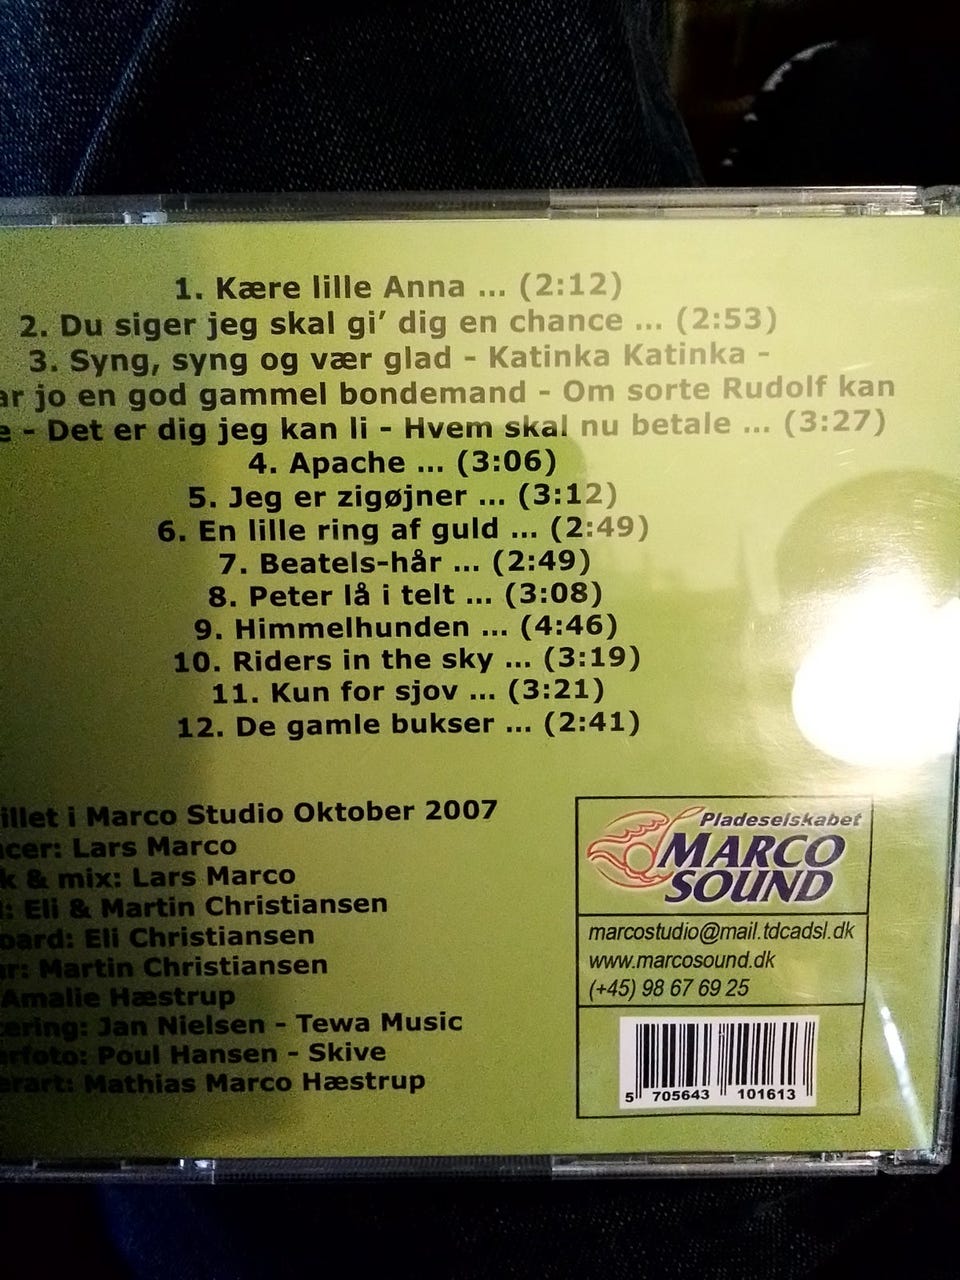 1. Kære lille Anna ... (2:12)
2. Du siger jeg skal gi' dig en chance ... (2:53)
3. Syng, syng og vær glad - Katinka Katinka -
jo en god gammel bondemand - Om sorte Rudolf kan
- Det er dig jeg kan li - Hvem skal nu betale ... (3:27)
4. Apache ... (3:06)
5. Jeg er zigøjner ... (3:12)
6. En lille ring af guld ... (2:49)
7. Beatels-hår ... (2:49)
8. Peter lå i telt ... (3:08)
9. Himmelhunden ... (4:46)
10. Riders in the sky ... (3:19)
11. Kun for sjov ... (3:21)
12. De gamle bukser ... (2:41)
i Marco Studio Oktober 2007
Lars Marco
& mix: Lars Marco
Eli & Martin Christiansen
Eli Christiansen
Martin Christiansen
Amalie Hæstrup
Jan Nielsen - Tewa Music
Poul Hansen - Skive
Mathias Marco Hæstrup
Pladeselskabet
MARCO
SOUND
marcostudio@mail.tdcadsl.dk
www.marcosound.dk
(+45) 98 67 69 25
5 705643 101613